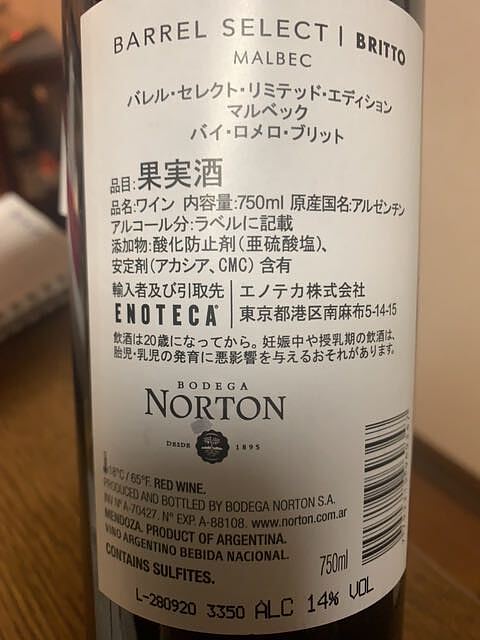 BARREL SELECT | BRITTO
MALBEC
バレル・セレクト・リミテッド・エディション
マルベック
バイ・ロメロ・ブリット
品目:果実酒
品名:ワイン 内容量:750ml 原産国名:アルゼンチン
アルコール分:ラベルに記載
添加物:酸化防止剤(亜硫酸塩)、
安定剤(アカシア、CMC) 含有
輸入者及び引取先 エノテカ株式会社
ENOTECA® 東京都港区南麻布5-14-15
飲酒は20歳になってから。妊娠中や授乳期の飲酒は、
胎児・乳児の発育に悪影響を与えるおそれがあります。
BODEGA
NORTON
DESDE 1895
18°C / 65°F. RED WINE.
PRODUCED AND BOTTLED BY BODEGA NORTON S.A.
INV Nº A-70427. Nº EXP. A-88108. www.norton.com.ar
MENDOZA. PRODUCT OF ARGENTINA.
VINO ARGENTINO BEBIDA NACIONAL.
CONTAINS SULFITES.
750ml
L-280920 3350 ALC 14% VOL